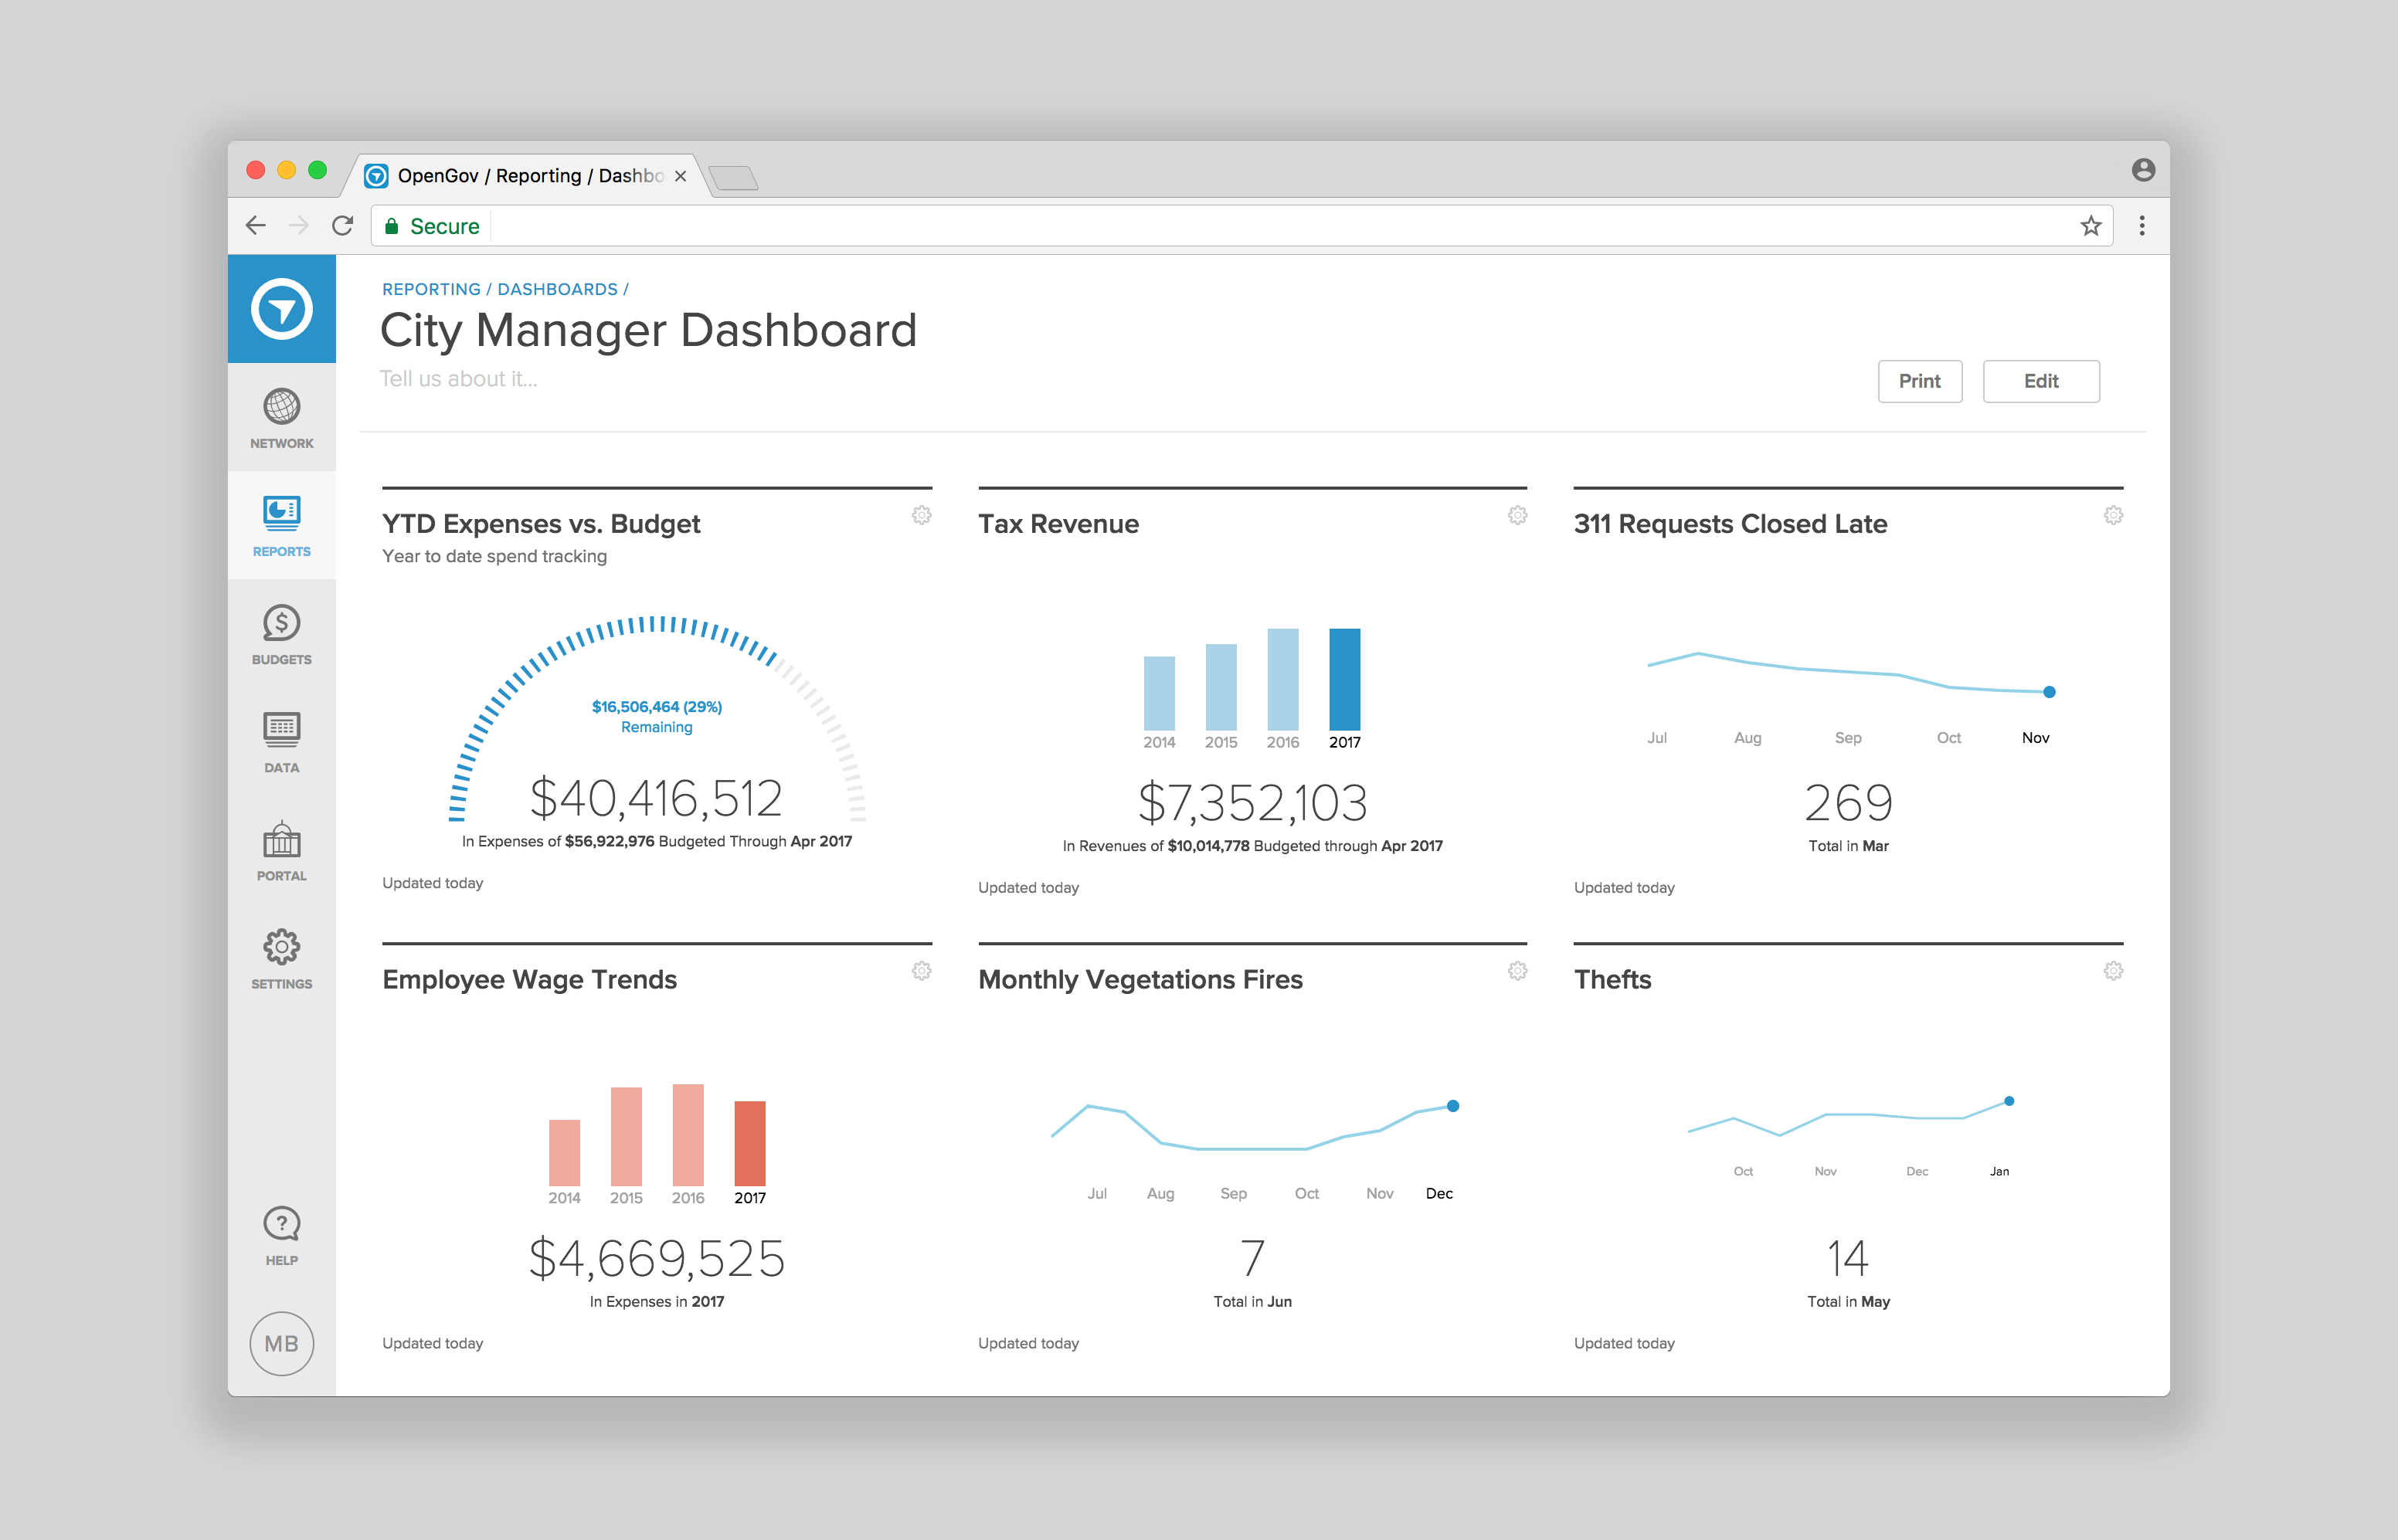 OpenGov / Reporting / Dashbo
Secure
REPORTING / DASHBOARDS /
City Manager Dashboard
Tell us about it...
Print
Edit
NETWORK
REPORTS
BUDGETS
DATA
PORTAL
SETTINGS
HELP
MB
YTD Expenses vs. Budget
Year to date spend tracking
$16,506,464 (29%)
Remaining
$40,416,512
In Expenses of $56,922,976 Budgeted Through Apr 2017
Updated today
Tax Revenue
2014 2015 2016 2017
$7,352,103
In Revenues of $10,014,778 Budgeted through Apr 2017
Updated today
311 Requests Closed Late
Jul Aug Sep Oct Nov
269
Total in Mar
Updated today
Employee Wage Trends
2014 2015 2016 2017
$4,669,525
In Expenses in 2017
Updated today
Monthly Vegetations Fires
Jul Aug Sep Oct Nov Dec
7
Total in Jun
Updated today
Thefts
Oct Nov Dec Jan
14
Total in May
Updated today